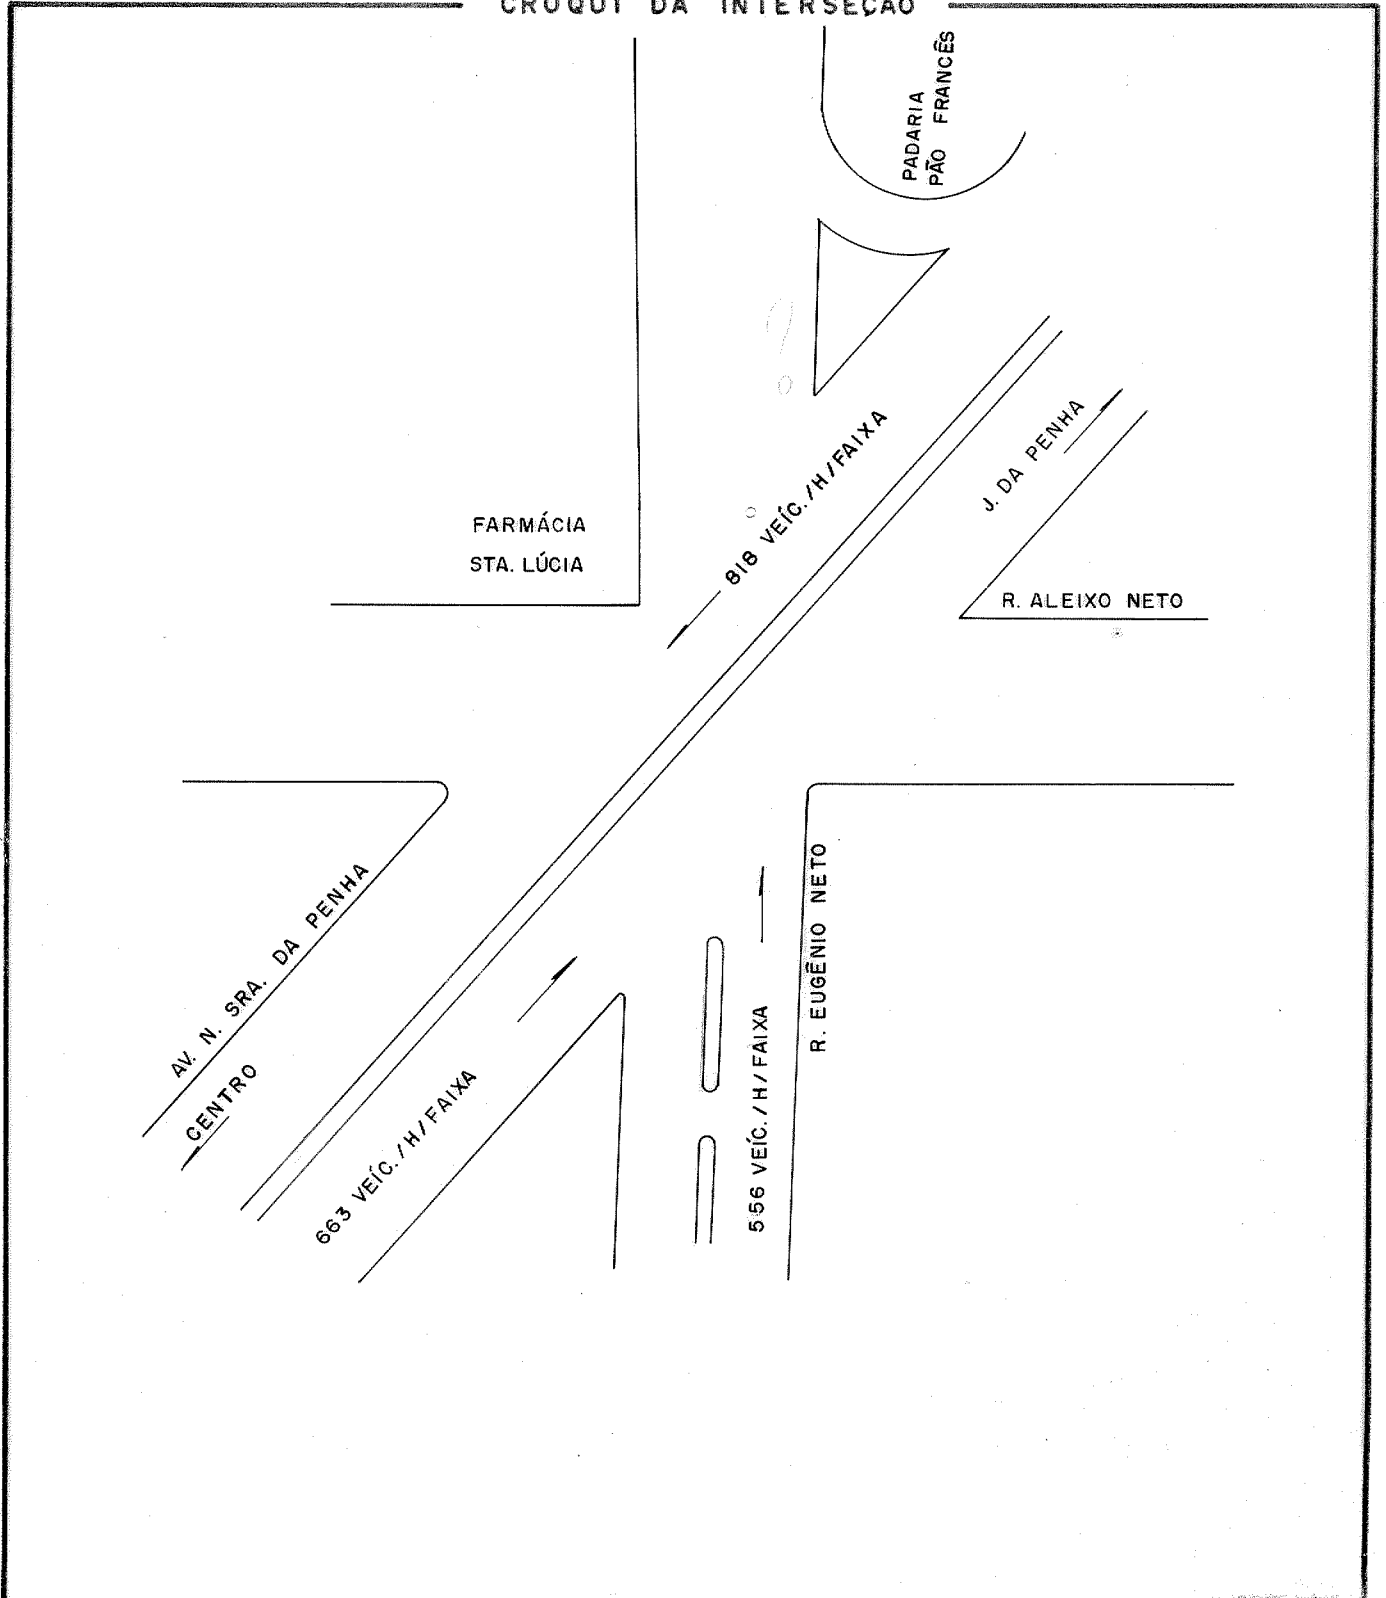 CROQUI DA INTERSEÇÃO
PADARIA
PÃO FRANCÊS
818 VEÍC./H/FAIXA
J. DA PENHA
FARMÁCIA
STA. LÚCIA
R. ALEIXO NETO
AV. N. SRA. DA PENHA
CENTRO
663 VEÍC./H/FAIXA
556 VEÍC./H/FAIXA
R. EUGÊNIO NETO